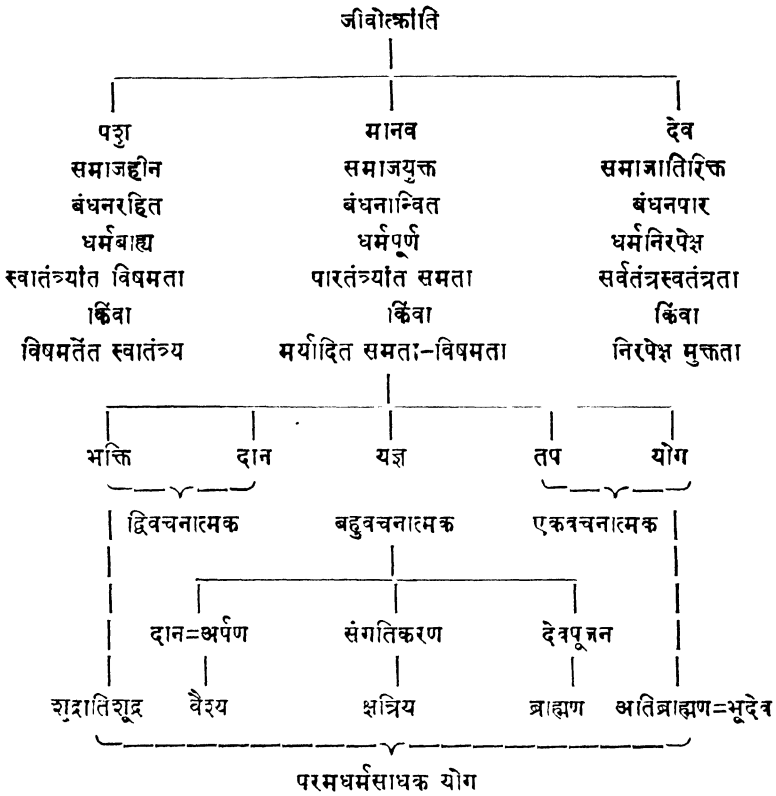 जीवोत्क्रांति
पशु मानव देव
समाजहीन समाजयुक्त समाजातिरिक्त
बंधनरहित बंधनान्वित बंधनपार
धर्मबाह्य धर्मपूर्ण धर्मनिरपेक्ष
स्वातंत्र्यांत विषमता पारतंत्र्यांत समता सर्वतंत्रस्वतंत्रता
किंवा किंवा किंवा
विषमतेंत स्वातंत्र्य मर्यादित समता-विषमता निरपेक्ष मुक्तता
भक्ति दान यज्ञ तप योग
द्विवचनात्मक बहुवचनात्मक एकवचनात्मक
दान=अर्पण संगतिकरण देवपूजन
शुद्रातिशूद्र वैश्य क्षत्रिय ब्राह्मण अतिब्राह्मण=भूदेव
परमधर्मसाधक योग